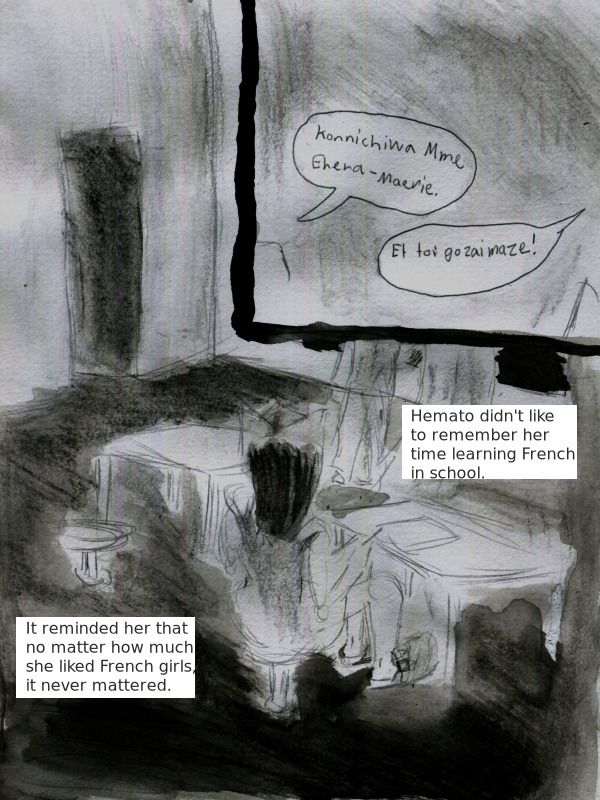 Konnichiwa Mme
Ehena-Maerie.
Et toi gozaimaze!
Hemato didn't like
to remember her
time learning French
in school.
It reminded her that
no matter how much
she liked French girls,
it never mattered.